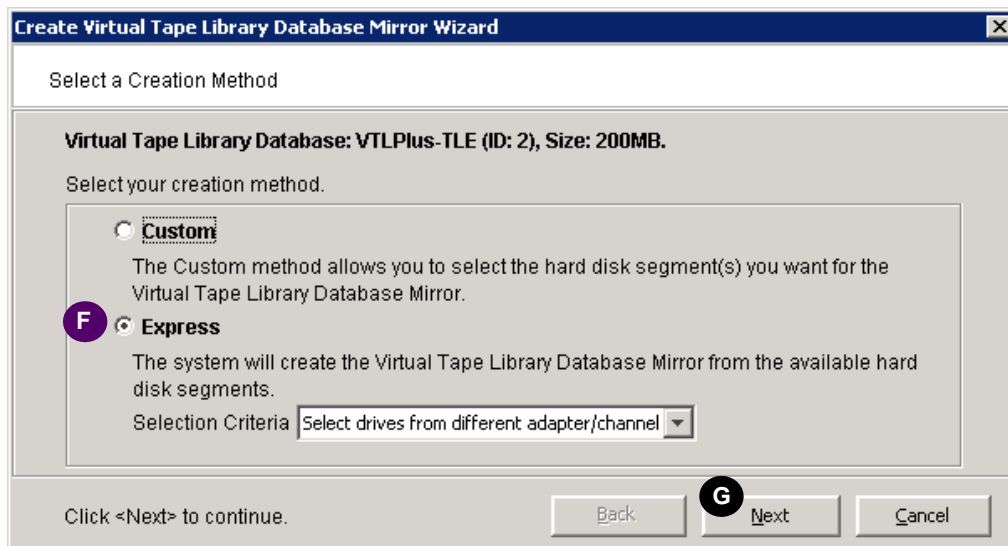 Create Virtual Tape Library Database Mirror Wizard
Select a Creation Method
Virtual Tape Library Database: VTLPlus-TLE (ID: 2), Size: 200MB.
Select your creation method.
Custom
The Custom method allows you to select the hard disk segment(s) you want for the
Virtual Tape Library Database Mirror.
F Express
The system will create the Virtual Tape Library Database Mirror from the available hard
disk segments.
Selection Criteria Select drives from different adapter/channel
Click <Next> to continue. Back G Next Cancel